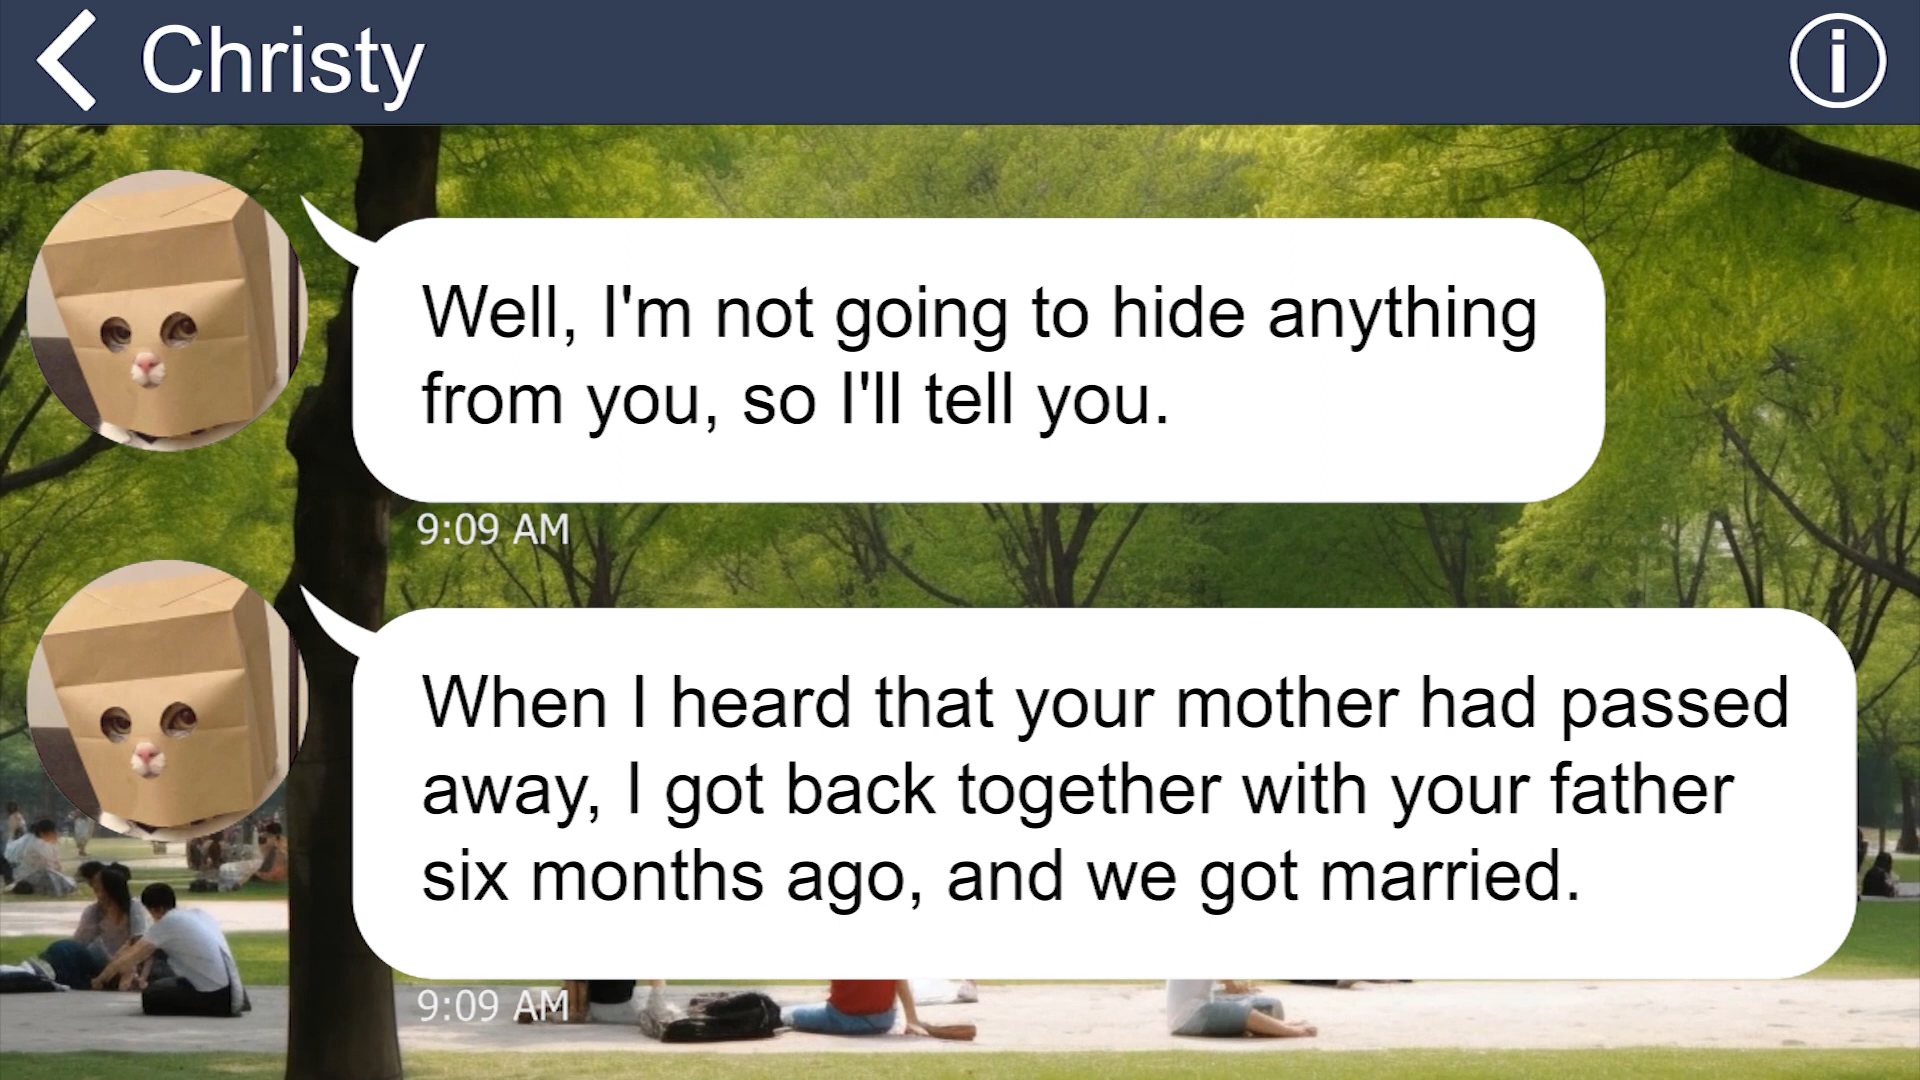 Christy
Well, I'm not going to hide anything
from you, so I'll tell you.
9:09 AM
When I heard that your mother had passed
away, I got back together with your father
six months ago, and we got married.
9:09 AM